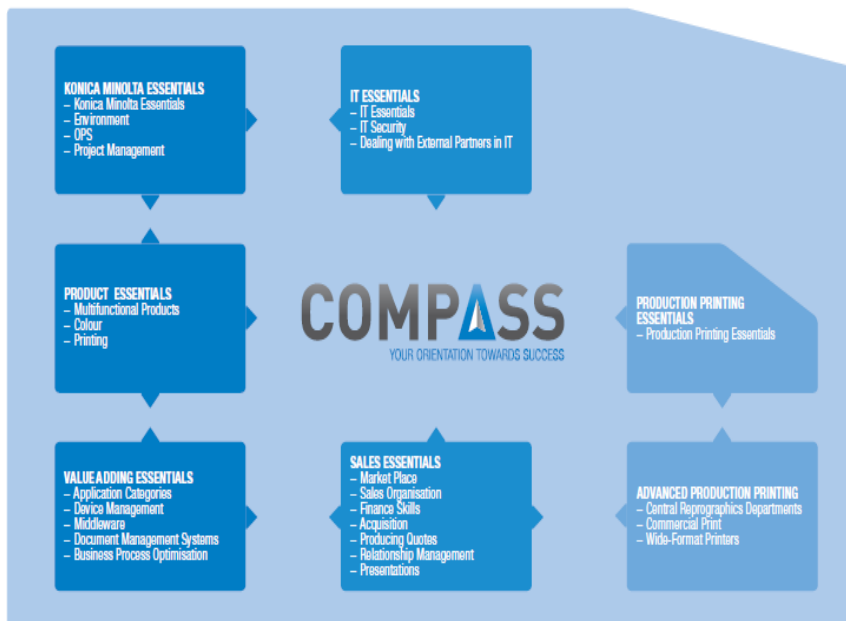 KONICA MINOLTA ESSENTIALS
– Konica Minolta Essentials
– Environment
– OPS
– Project Management
IT ESSENTIALS
– IT Essentials
– IT Security
– Dealing with External Partners in IT
PRODUCT ESSENTIALS
– Multifunctional Products
– Colour
– Printing
COMPASS
YOUR ORIENTATION TOWARDS SUCCESS
PRODUCTION PRINTING
ESSENTIALS
– Production Printing Essentials
VALUE ADDING ESSENTIALS
– Application Categories
– Device Management
– Middleware
– Document Management Systems
– Business Process Optimisation
SALES ESSENTIALS
– Market Place
– Sales Organisation
– Finance Skills
– Acquisition
– Producing Quotes
– Relationship Management
– Presentations
ADVANCED PRODUCTION PRINTING
– Central Reprographics Departments
– Commercial Print
– Wide-Format Printers